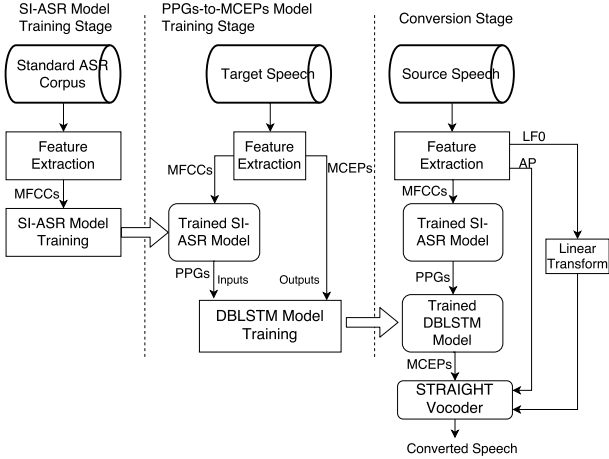 SI-ASR Model
Training Stage
Standard ASR
Corpus
Feature
Extraction
MFCCs
SI-ASR Model
Training
PPGs-to-MCEPs Model
Training Stage
Target Speech
Feature
Extraction
MFCCs
MCEPs
Trained SI-
ASR Model
PPGs
Inputs
Outputs
DBLSTM Model
Training
Conversion Stage
Source Speech
Feature
Extraction
LF0
AP
MFCCs
Trained SI-
ASR Model
Linear
Transform
PPGs
Trained
DBLSTM
Model
MCEPs
STRAIGHT
Vocoder
Converted Speech